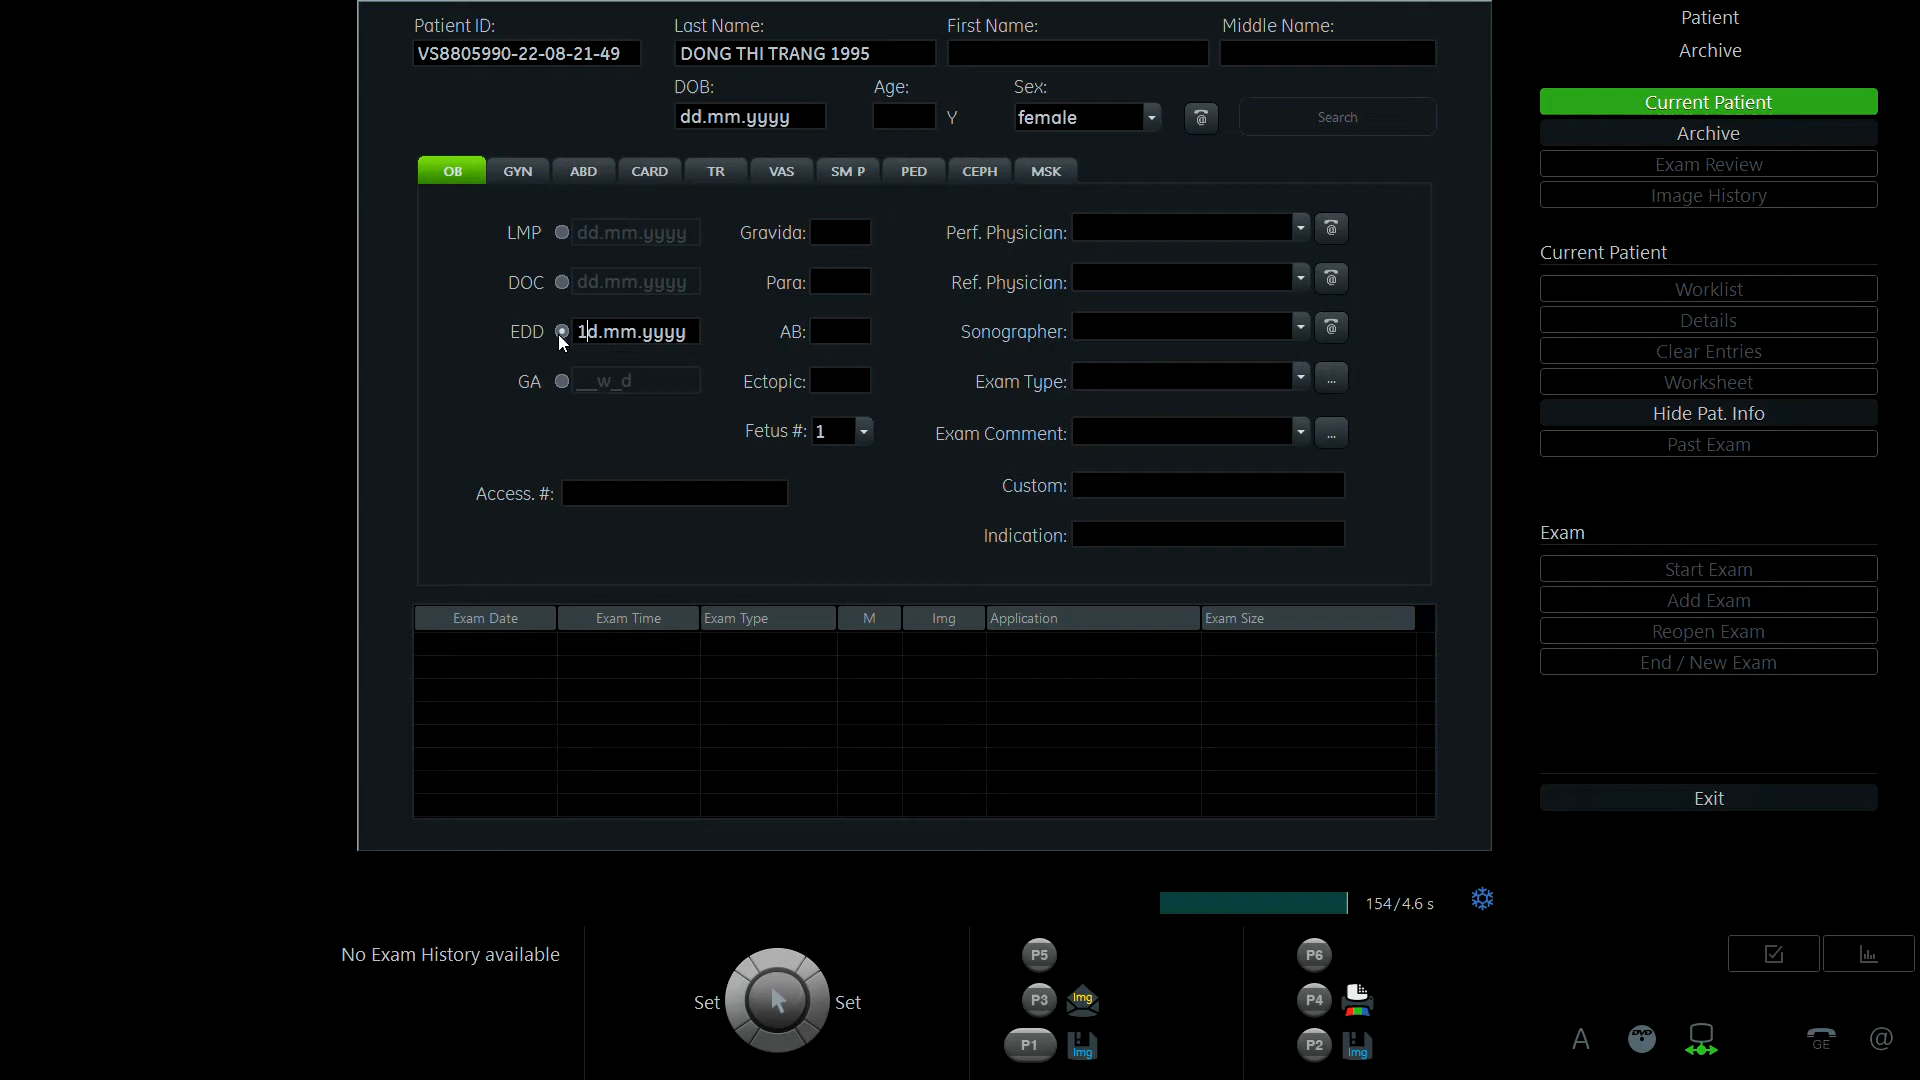 Patient ID: Last Name: First Name: Middle Name:
VS8805990-22-08-21-49 DONG THI TRANG 1995
DOB: Age: Sex:
dd.mm.yyyy Y female @ Search
OB GYN ABD CARD TR VAS SM P PED CEPH MSK
LMP dd.mm.yyyy Gravida: Perf. Physician: @
DOC dd.mm.yyyy Para: Ref. Physician: @
EDD 1d.mm.yyyy AB: Sonographer: @
GA __w_d Ectopic: Exam Type: ...
Fetus #: 1 Exam Comment: ...
Access. #: Custom:
Indication:
Exam Date Exam Time Exam Type M Img Application Exam Size
154/4.6 s
No Exam History available
Set Set
P5
P3 Img
P1 Img
P6
P4
P2 Img
Patient
Archive
Current Patient
Archive
Exam Review
Image History
Current Patient
Worklist
Details
Clear Entries
Worksheet
Hide Pat. Info
Past Exam
Exam
Start Exam
Add Exam
Reopen Exam
End / New Exam
Exit
A DVD GE @